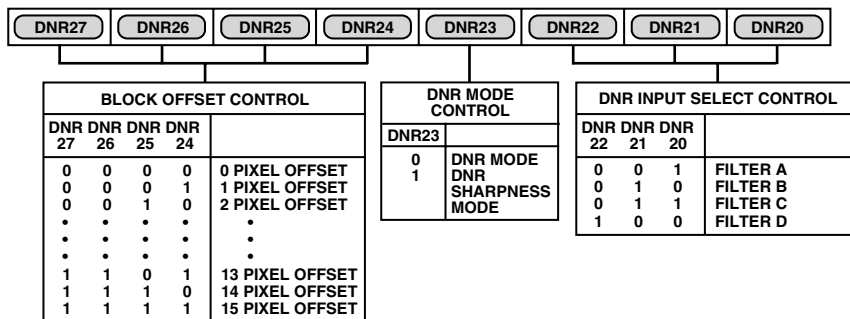 DNR27 DNR26 DNR25 DNR24 DNR23 DNR22 DNR21 DNR20
BLOCK OFFSET CONTROL
DNR DNR DNR DNR
27 26 25 24
0 0 0 0 0 PIXEL OFFSET
0 0 0 1 1 PIXEL OFFSET
0 0 1 0 2 PIXEL OFFSET
• • • • •
• • • • •
• • • • •
1 1 0 1 13 PIXEL OFFSET
1 1 1 0 14 PIXEL OFFSET
1 1 1 1 15 PIXEL OFFSET
DNR MODE
CONTROL
DNR23
0 DNR MODE
1 DNR
SHARPNESS
MODE
DNR INPUT SELECT CONTROL
DNR DNR DNR
22 21 20
0 0 1 FILTER A
0 1 0 FILTER B
0 1 1 FILTER C
1 0 0 FILTER D